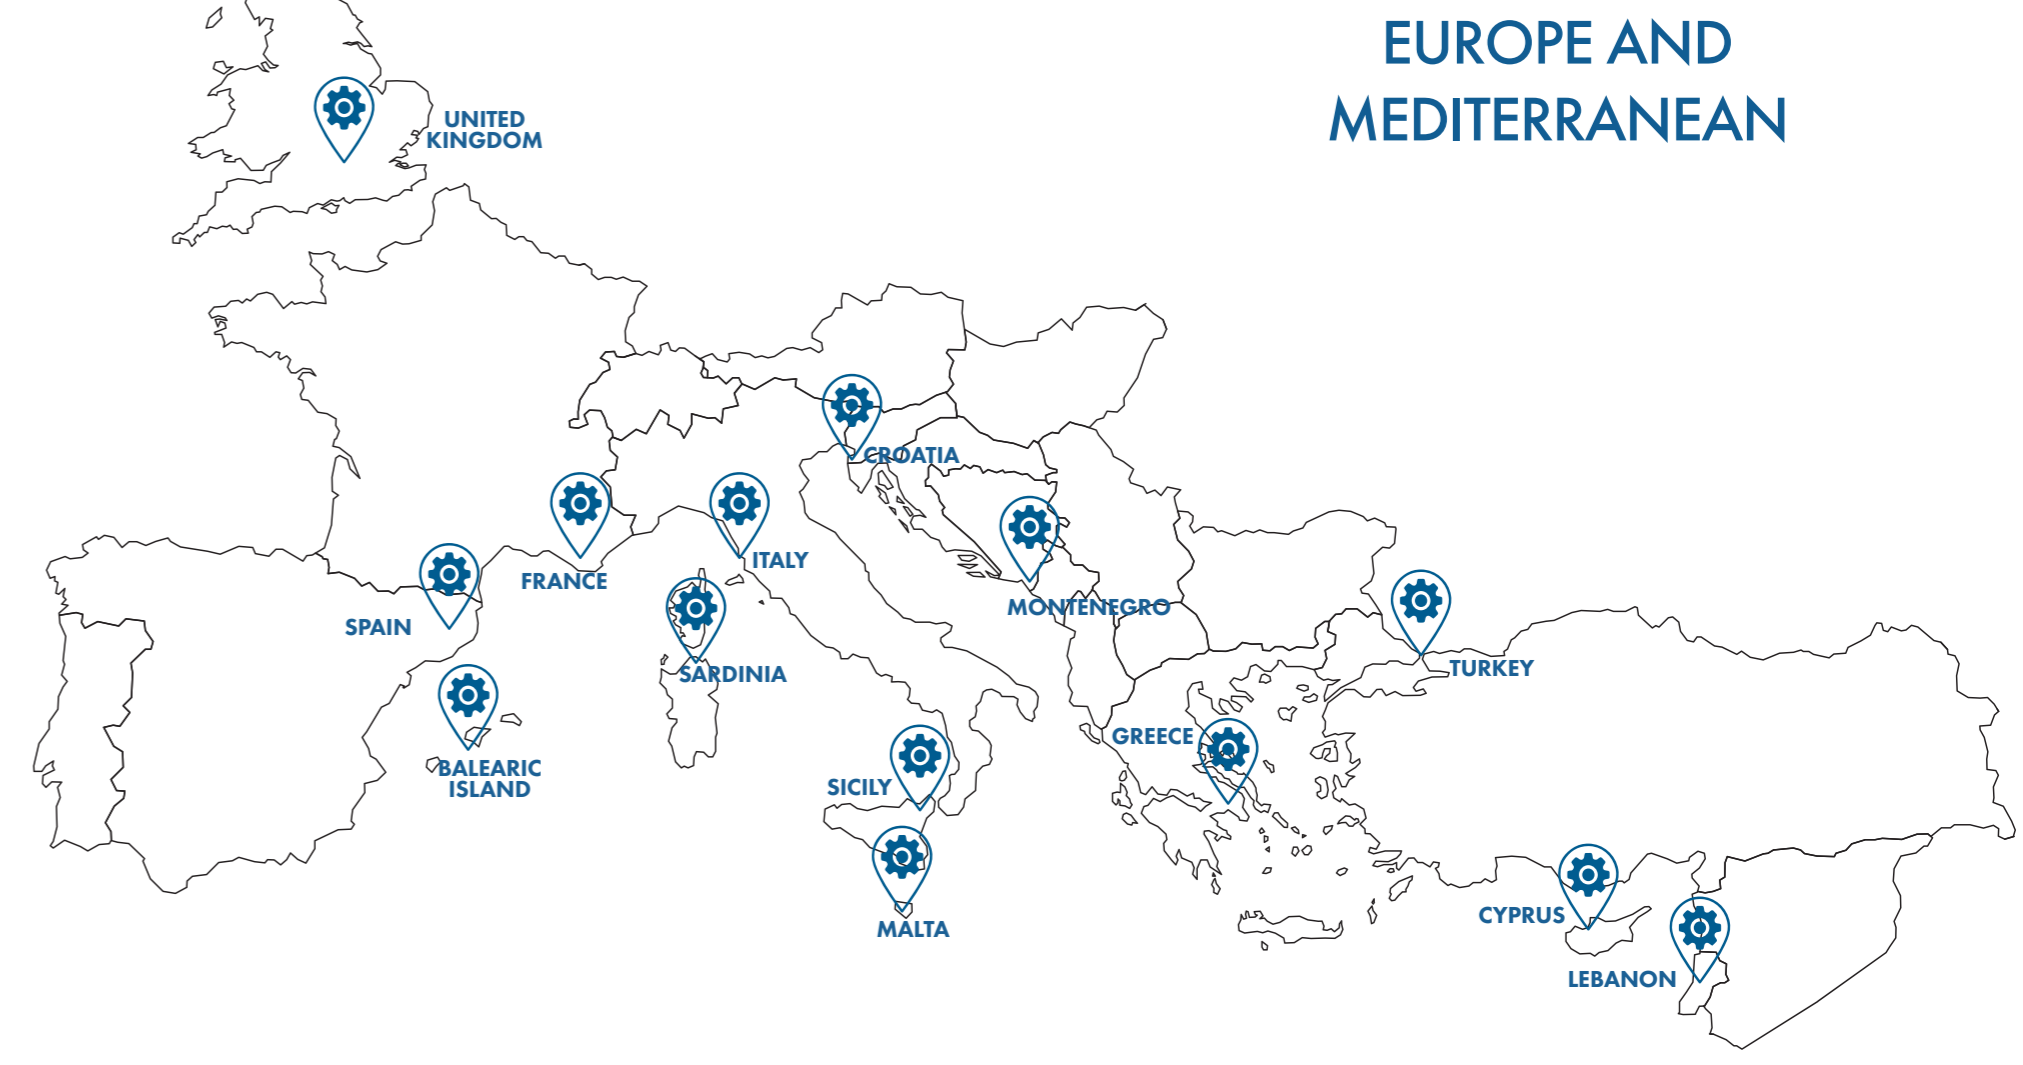 EUROPE AND
MEDITERRANEAN
UNITED
KINGDOM
CROATIA
ITALY
FRANCE
MONTENEGRO
SPAIN
SARDINIA
TURKEY
GREECE
BALEARIC
ISLAND
SICILY
CYPRUS
MALTA
LEBANON